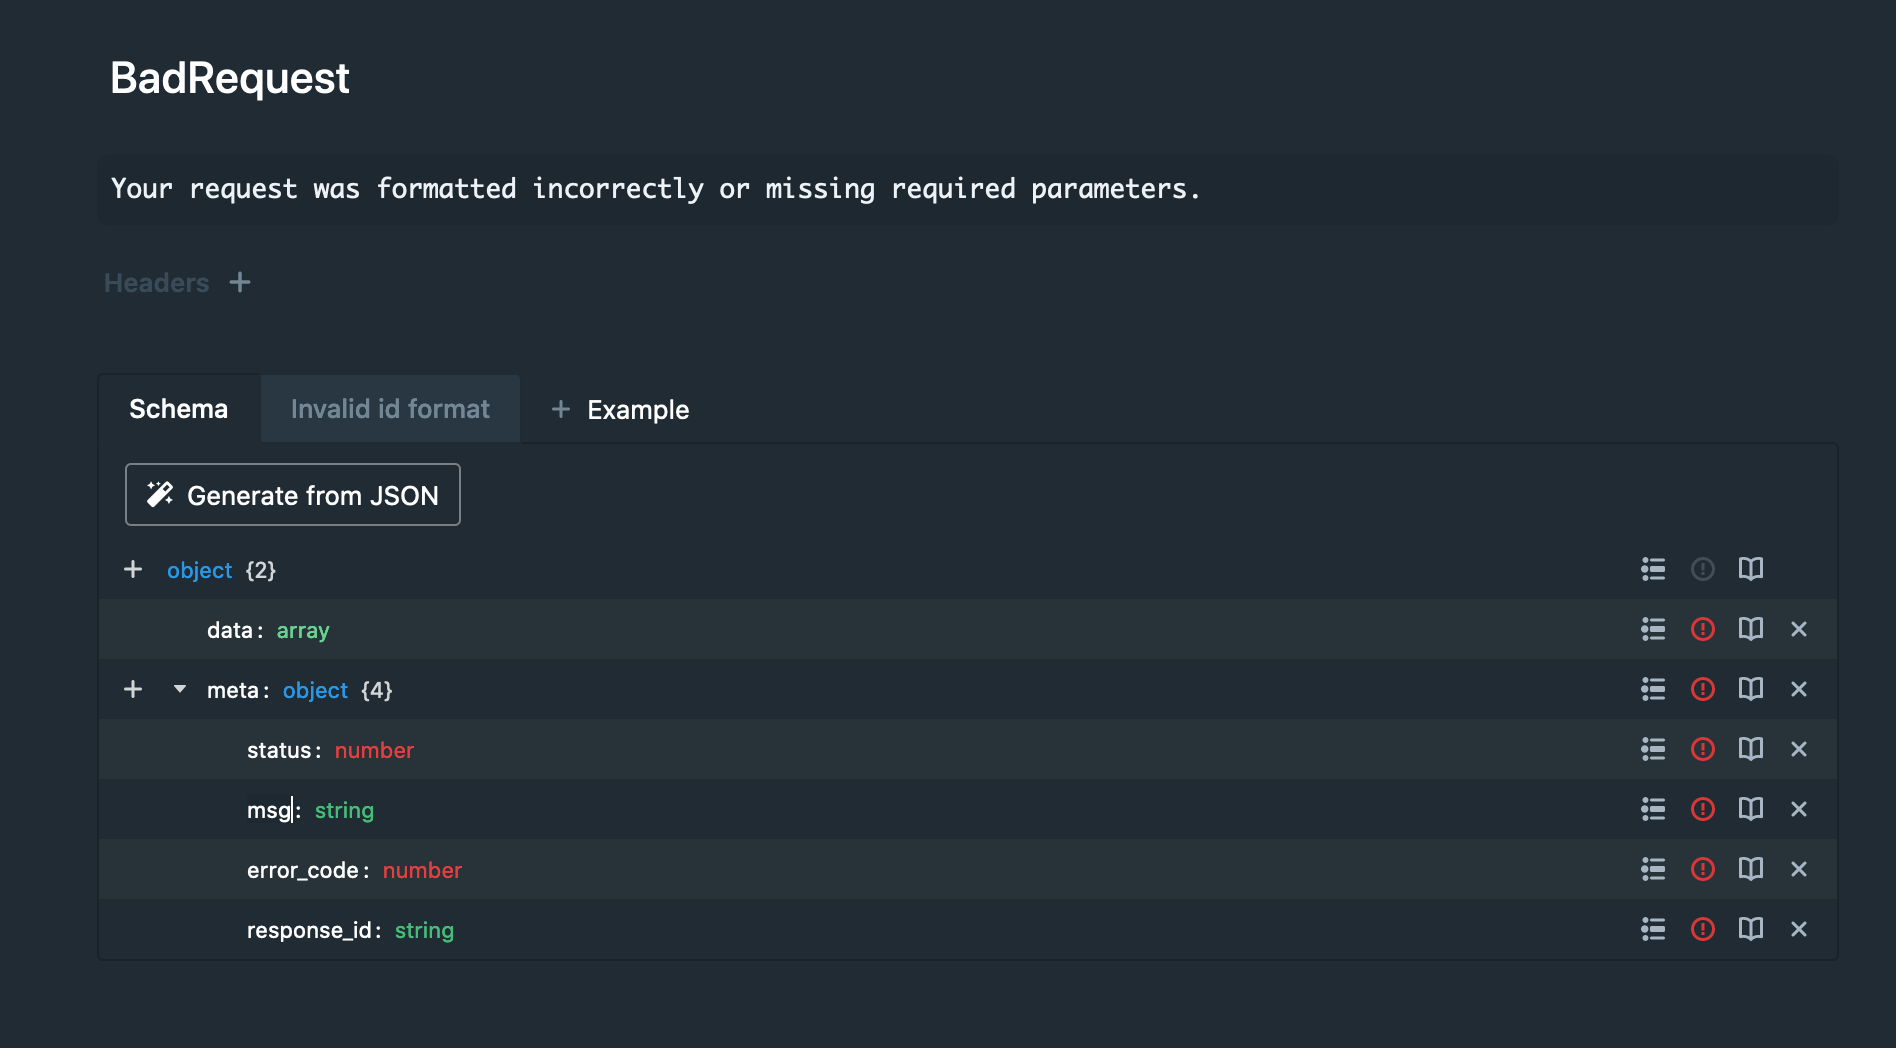 BadRequest
Your request was formatted incorrectly or missing required parameters.
Headers +
Schema Invalid id format + Example
Generate from JSON
+ object {2}
data: array
+ meta: object {4}
status: number
msg: string
error_code: number
response_id: string